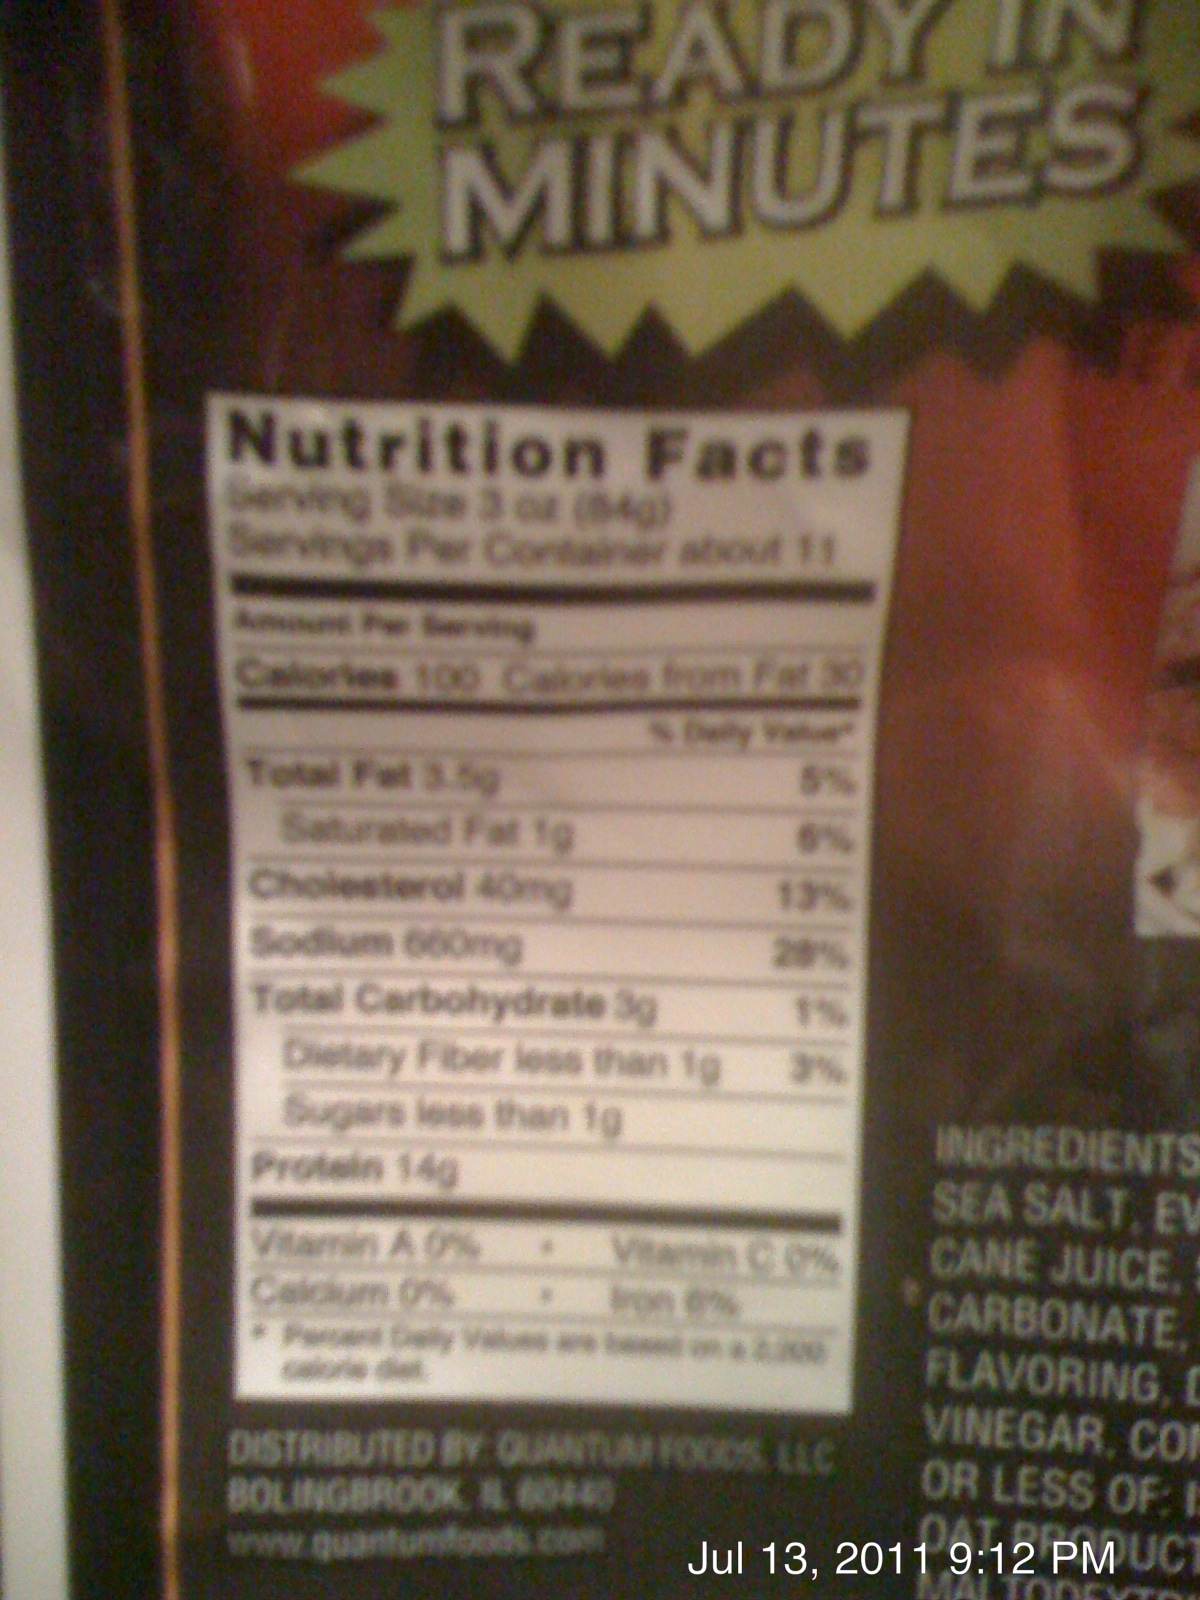 READY IN
MINUTES
Nutrition Facts
Serving Size 3 oz (84g)
Servings Per Container about 11
Amount Per Serving
Calories 100 Calories from Fat 30
% Daily Value*
Total Fat 3.5g 5%
Saturated Fat 1g 6%
Cholesterol 40mg 13%
Sodium 660mg 28%
Total Carbohydrate 3g 1%
Dietary Fiber less than 1g 3%
Sugars less than 1g
Protein 14g
Vitamin A 0% • Vitamin C 0%
Calcium 0% • Iron 6%
* Percent Daily Values are based on a 2,000
calorie diet.
DISTRIBUTED BY: QUANTUM FOODS, LLC
BOLINGBROOK, IL 60440
www.quantumfoods.com
INGREDIENTS
SEA SALT, EV
CANE JUICE,
CARBONATE,
FLAVORING,
VINEGAR, CO
OR LESS OF:
OAT PRODUCT
MALTODEXTR
Jul 13, 2011 9:12 PM